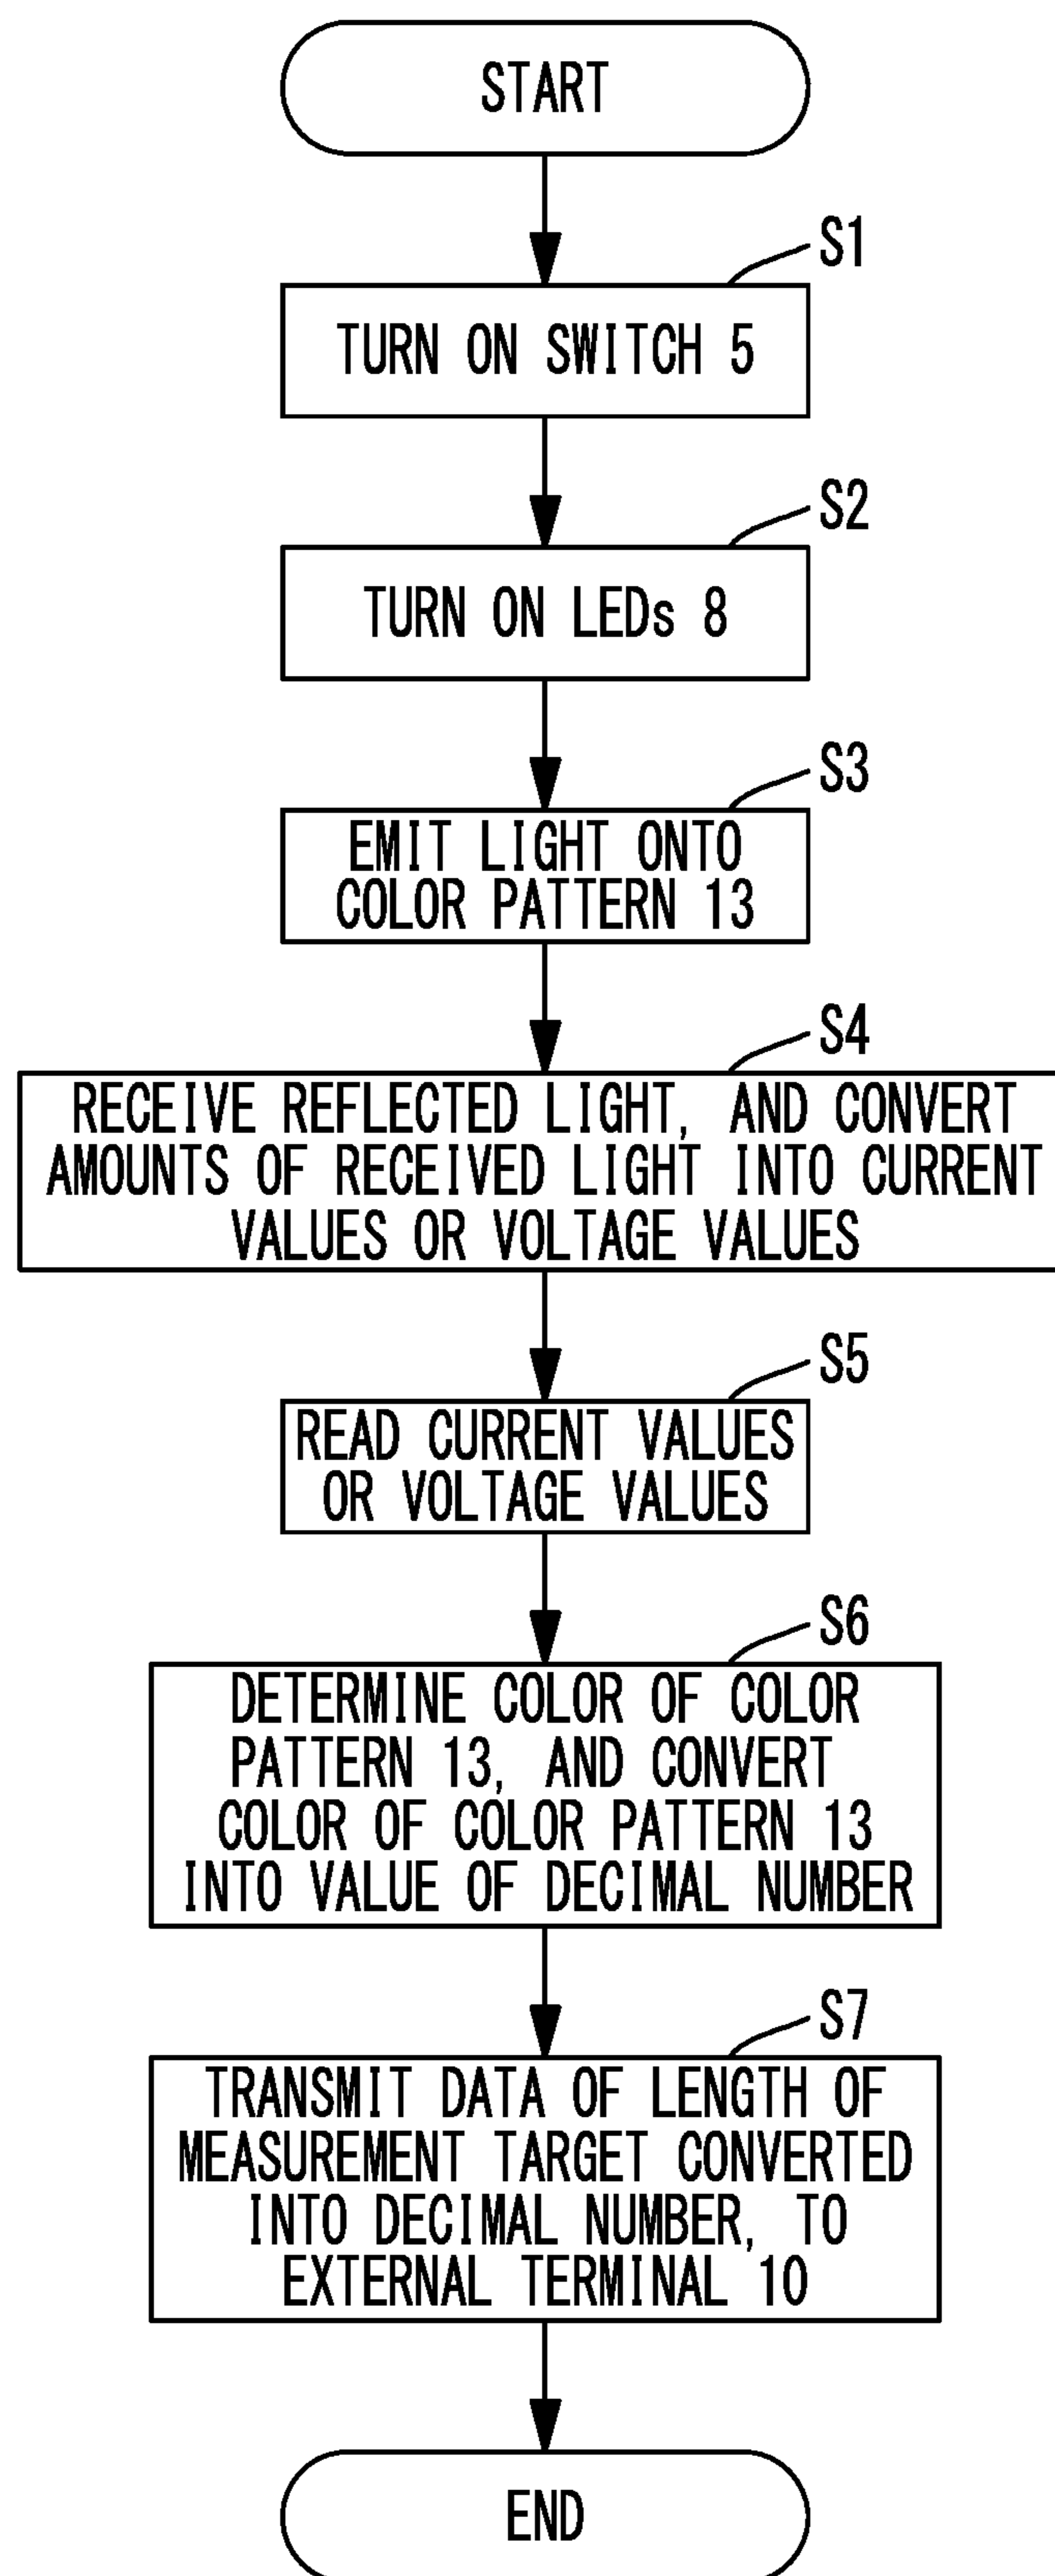 START
S1
TURN ON SWITCH 5
S2
TURN ON LEDs 8
S3
EMIT LIGHT ONTO
COLOR PATTERN 13
S4
RECEIVE REFLECTED LIGHT, AND CONVERT
AMOUNTS OF RECEIVED LIGHT INTO CURRENT
VALUES OR VOLTAGE VALUES
S5
READ CURRENT VALUES
OR VOLTAGE VALUES
S6
DETERMINE COLOR OF COLOR
PATTERN 13, AND CONVERT
COLOR OF COLOR PATTERN 13
INTO VALUE OF DECIMAL NUMBER
S7
TRANSMIT DATA OF LENGTH OF
MEASUREMENT TARGET CONVERTED
INTO DECIMAL NUMBER, TO
EXTERNAL TERMINAL 10
END